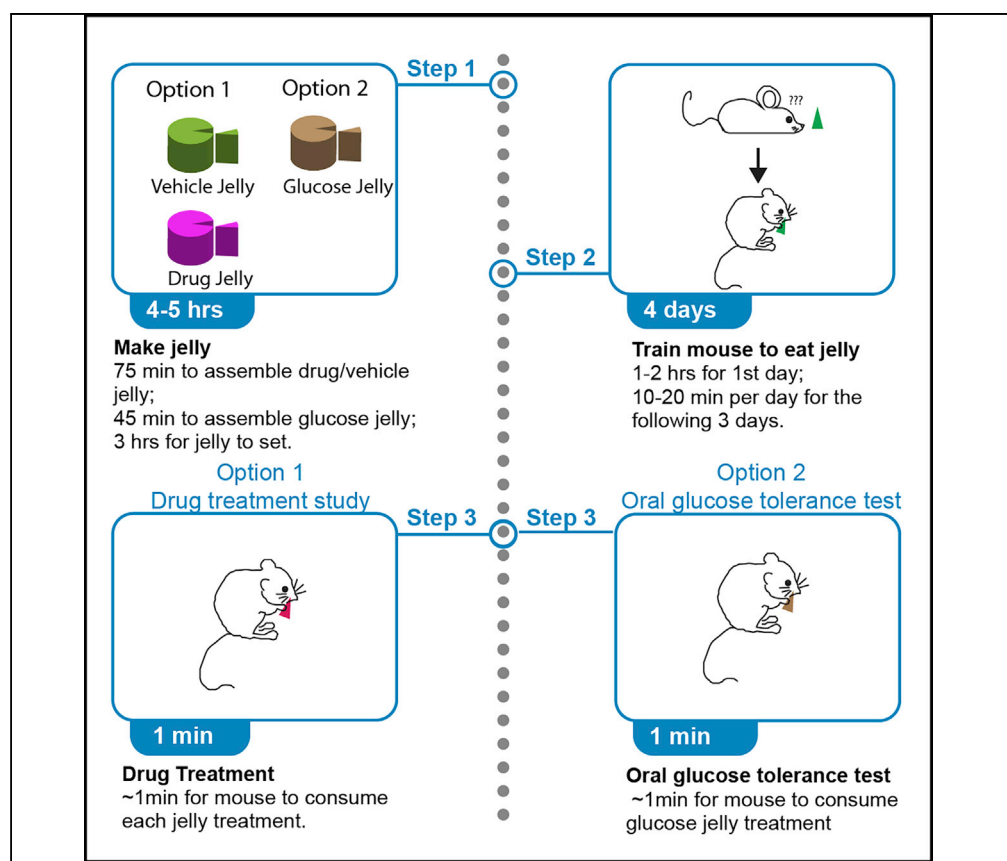 Step 1
Option 1
Option 2
Vehicle Jelly
Glucose Jelly
Drug Jelly
4-5 hrs
Make jelly
75 min to assemble drug/vehicle
jelly;
45 min to assemble glucose jelly;
3 hrs for jelly to set.
???
Step 2
4 days
Train mouse to eat jelly
1-2 hrs for 1st day;
10-20 min per day for the
following 3 days.
Option 1
Drug treatment study
Step 3
1 min
Drug Treatment
~1min for mouse to consume
each jelly treatment.
Option 2
Oral glucose tolerance test
Step 3
1 min
Oral glucose tolerance test
~1min for mouse to consume
glucose jelly treatment